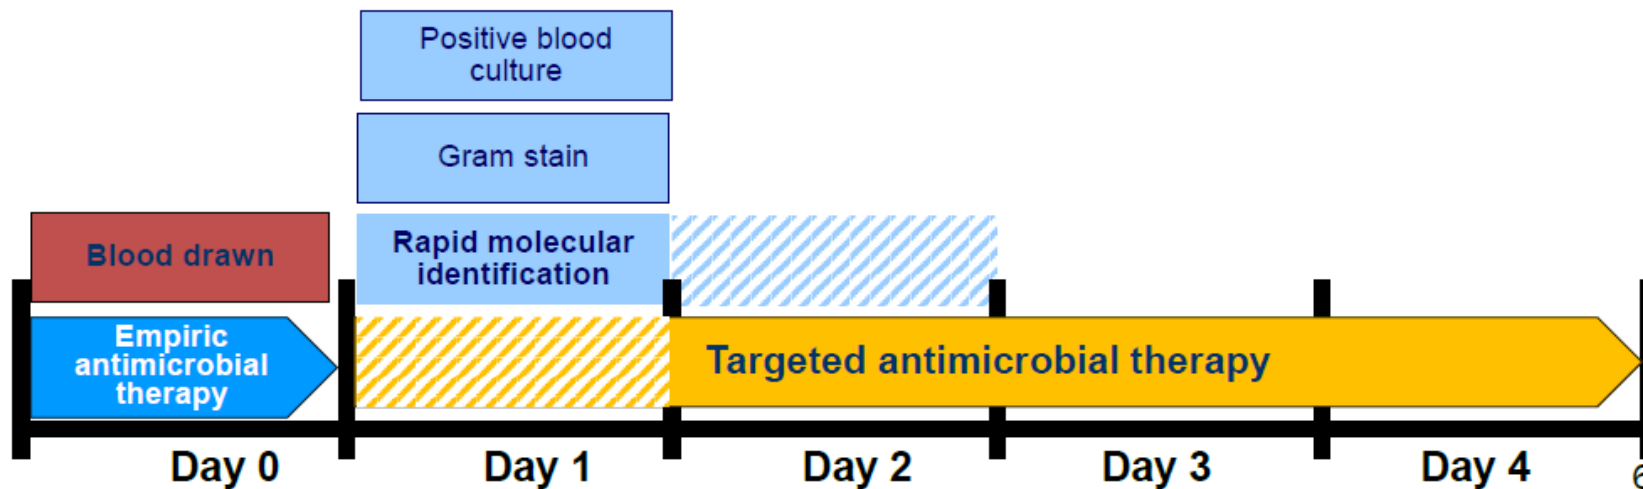 Positive blood
culture
Gram stain
Blood drawn
Rapid molecular
identification
Empiric
antimicrobial
therapy
Targeted antimicrobial therapy
Day 0
Day 1
Day 2
Day 3
Day 4